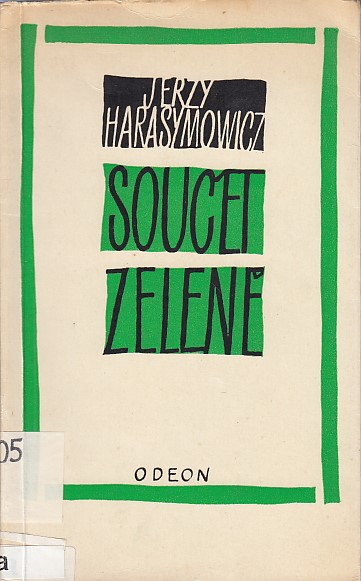 JERZY
HARASYMOWICZ
SOUČET
ZELENĚ
05
ODEON
a